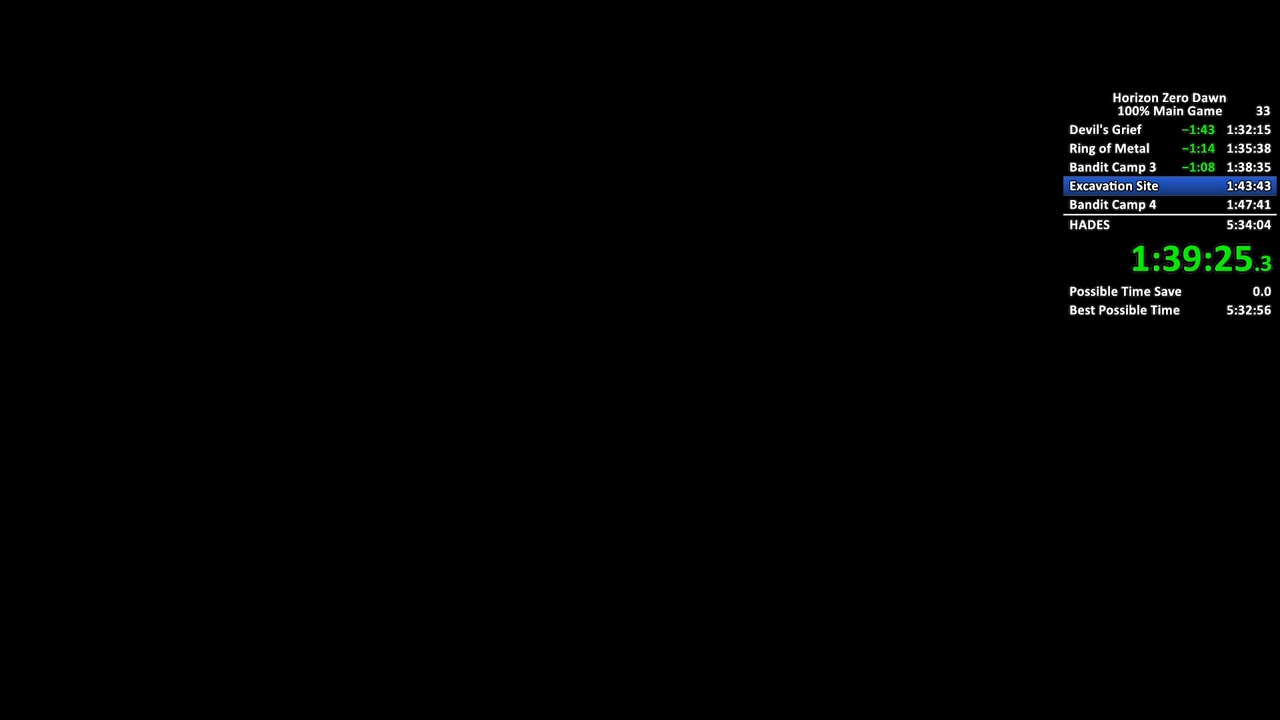 Horizon Zero Dawn
100% Main Game 33
Devil's Grief −1:43 1:32:15
Ring of Metal −1:14 1:35:38
Bandit Camp 3 −1:08 1:38:35
Excavation Site 1:43:43
Bandit Camp 4 1:47:41
HADES 5:34:04
1:39:25.3
Possible Time Save 0.0
Best Possible Time 5:32:56